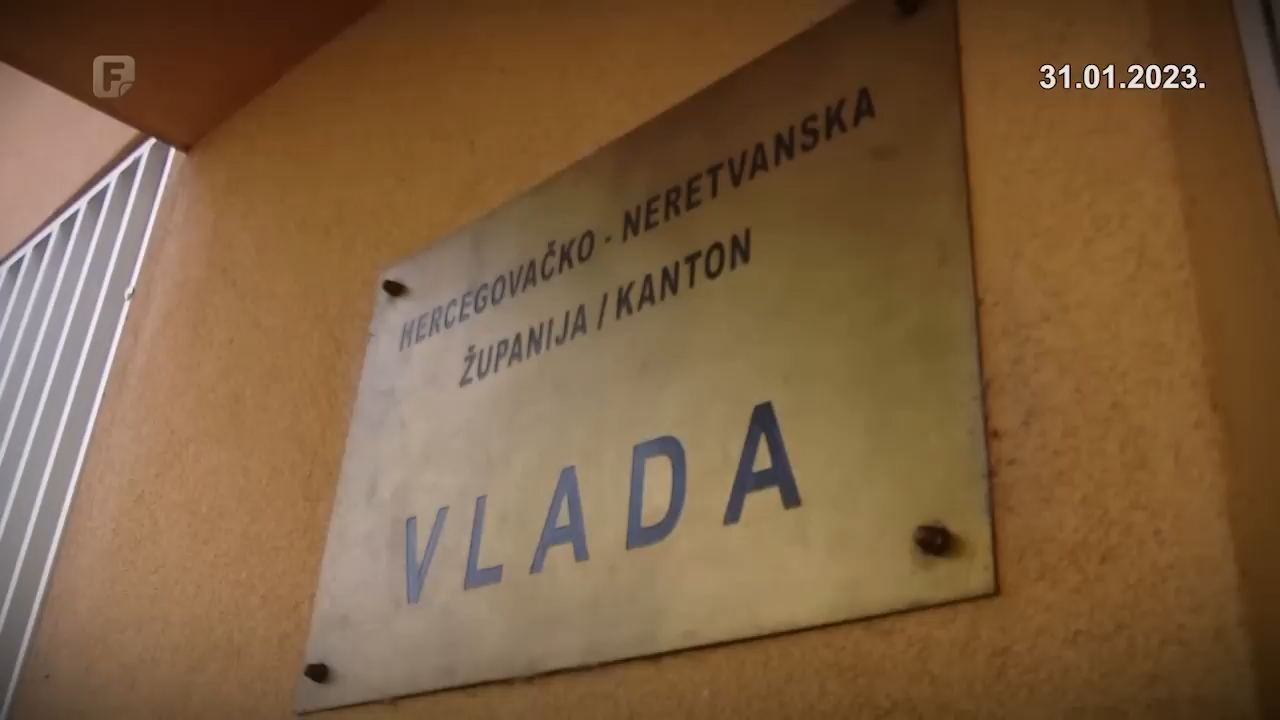 F
31.01.2023.
HERCEGOVAČKO - NERETVANSKA
ŽUPANIJA / KANTON
VLADA